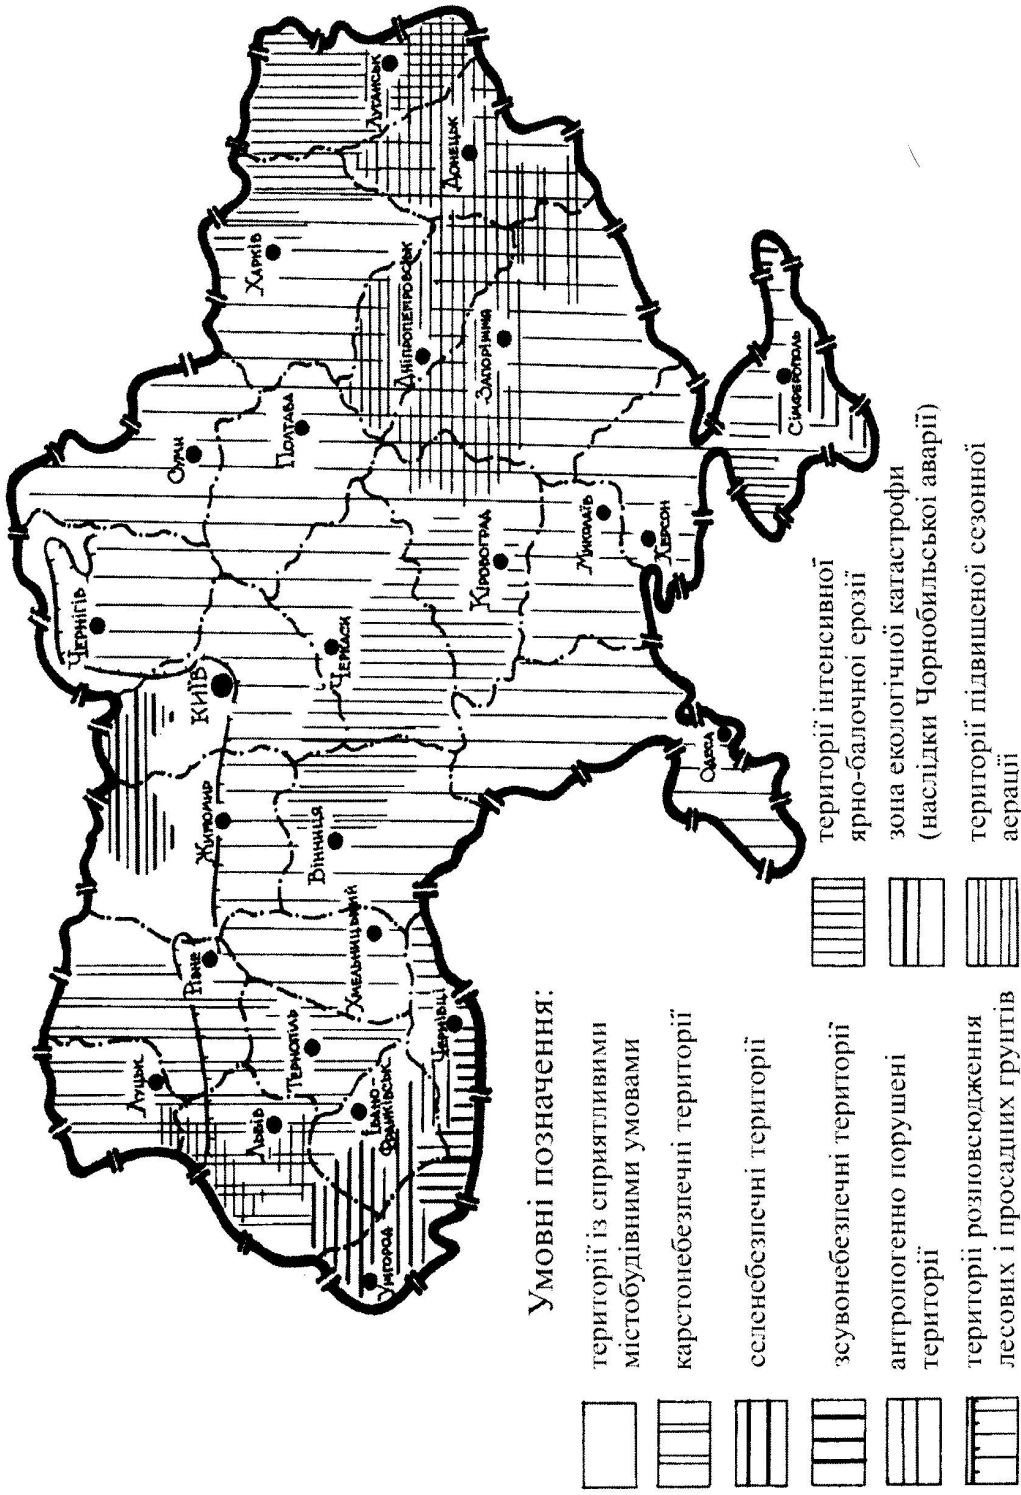 Чернігів
Луцьк
Рівне
Житомир
Київ
Суми
Харків
Львів
Тернопіль
Хмельницький
Вінниця
Черкаси
Полтава
Луганськ
Ужгород
Івано-
Франківськ
Чернівці
Кіровоград
Дніпропетровськ
Донецьк
Запоріжжя
Миколаїв
Херсон
Одеса
Сімферополь
Умовні позначення:
території із сприятливими
містобудівними умовами
карстонебезпечні території
селенебезпечні території
зсувонебезпечні території
антропогенно порушені
території
території розповсюдження
лесових і просадних грунтів
території інтенсивної
ярно-балочної ерозії
зона екологічної катастрофи
(наслідки Чорнобильської аварії)
території підвищеної сезонної
аерації